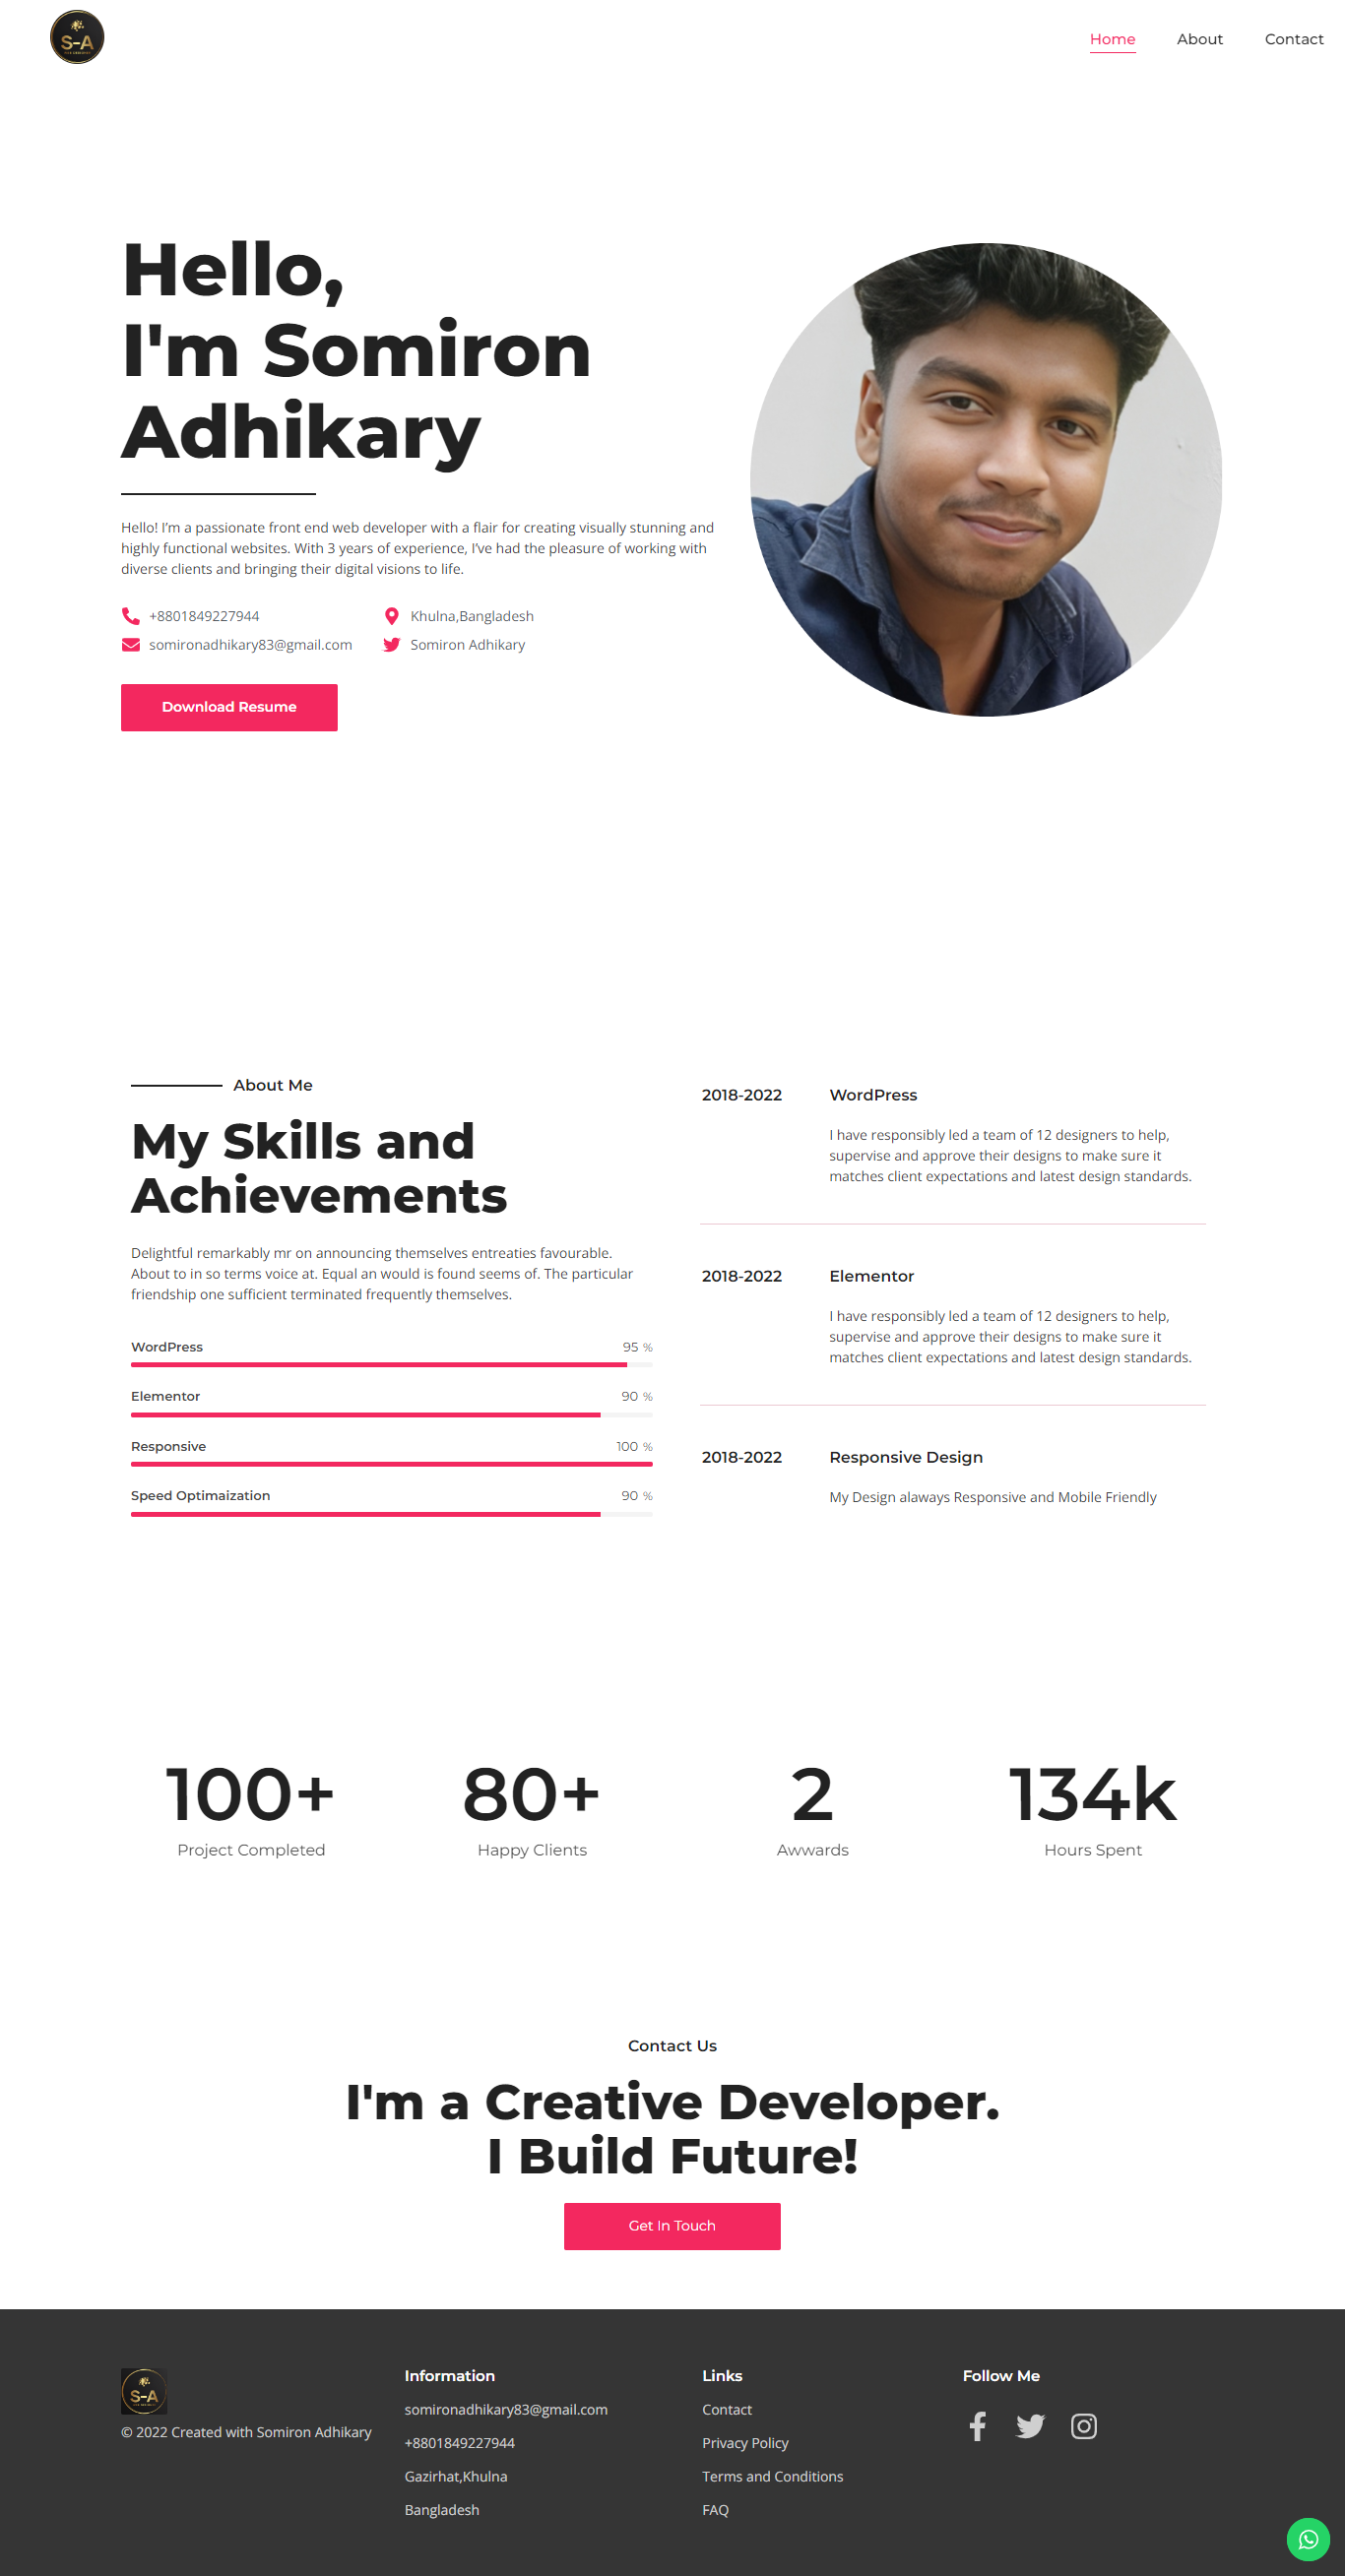 S-A
Home
About
Contact
Hello,
I'm Somiron
Adhikary
Hello! I'm a passionate front end web developer with a flair for creating visually stunning and
highly functional websites. With 3 years of experience, I've had the pleasure of working with
diverse clients and bringing their digital visions to life.
+8801849227944
Khulna,Bangladesh
somironadhikary83@gmail.com
Somiron Adhikary
Download Resume
About Me
My Skills and
Achievements
Delightful remarkably mr on announcing themselves entreaties favourable.
About to in so terms voice at. Equal an would is found seems of. The particular
friendship one sufficient terminated frequently themselves.
WordPress 95 %
Elementor 90 %
Responsive 100 %
Speed Optimaization 90 %
2018-2022 WordPress
I have responsibly led a team of 12 designers to help,
supervise and approve their designs to make sure it
matches client expectations and latest design standards.
2018-2022 Elementor
I have responsibly led a team of 12 designers to help,
supervise and approve their designs to make sure it
matches client expectations and latest design standards.
2018-2022 Responsive Design
My Design alaways Responsive and Mobile Friendly
100+
Project Completed
80+
Happy Clients
2
Awwards
134k
Hours Spent
Contact Us
I'm a Creative Developer.
I Build Future!
Get In Touch
S-A
© 2022 Created with Somiron Adhikary
Information
somironadhikary83@gmail.com
+8801849227944
Gazirhat,Khulna
Bangladesh
Links
Contact
Privacy Policy
Terms and Conditions
FAQ
Follow Me